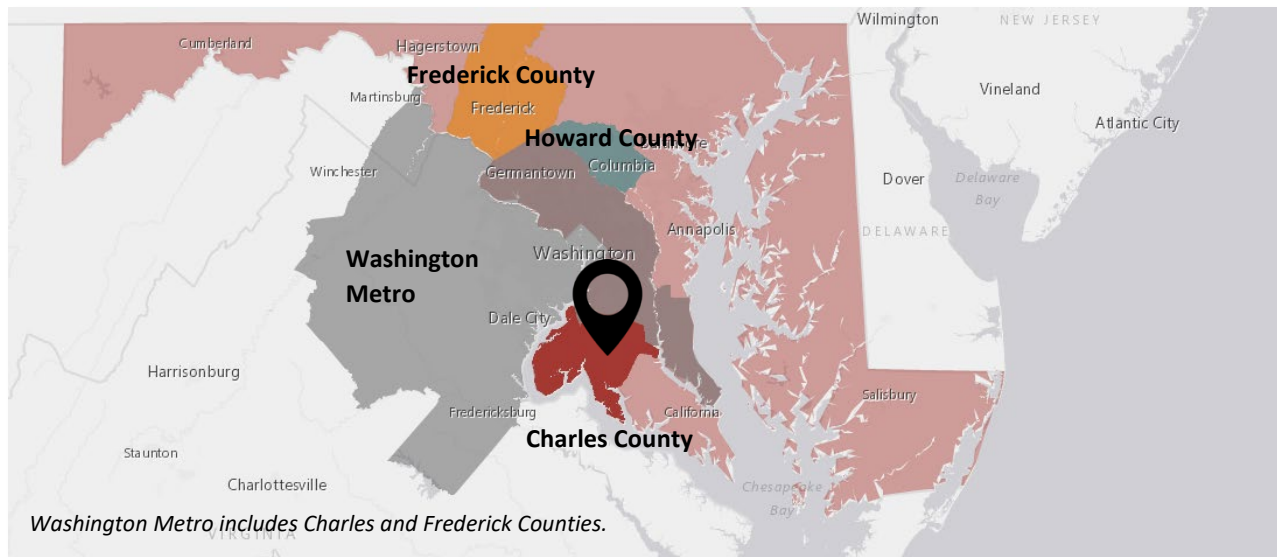 Wilmington
NEW JERSEY
Cumberland
Hagerstown
Frederick County
Vineland
Martinsburg
Frederick
Atlantic City
Howard County
Winchester
Germantown
Columbia
Dover
Delaware
Bay
Annapolis
DELAWARE
Washington
Washington
Metro
Dale City
Harrisonburg
Salisbury
Fredericksburg
California
Charles County
Staunton
Charlottesville
Chesapeake
Bay
Washington Metro includes Charles and Frederick Counties.
VIRGINIA